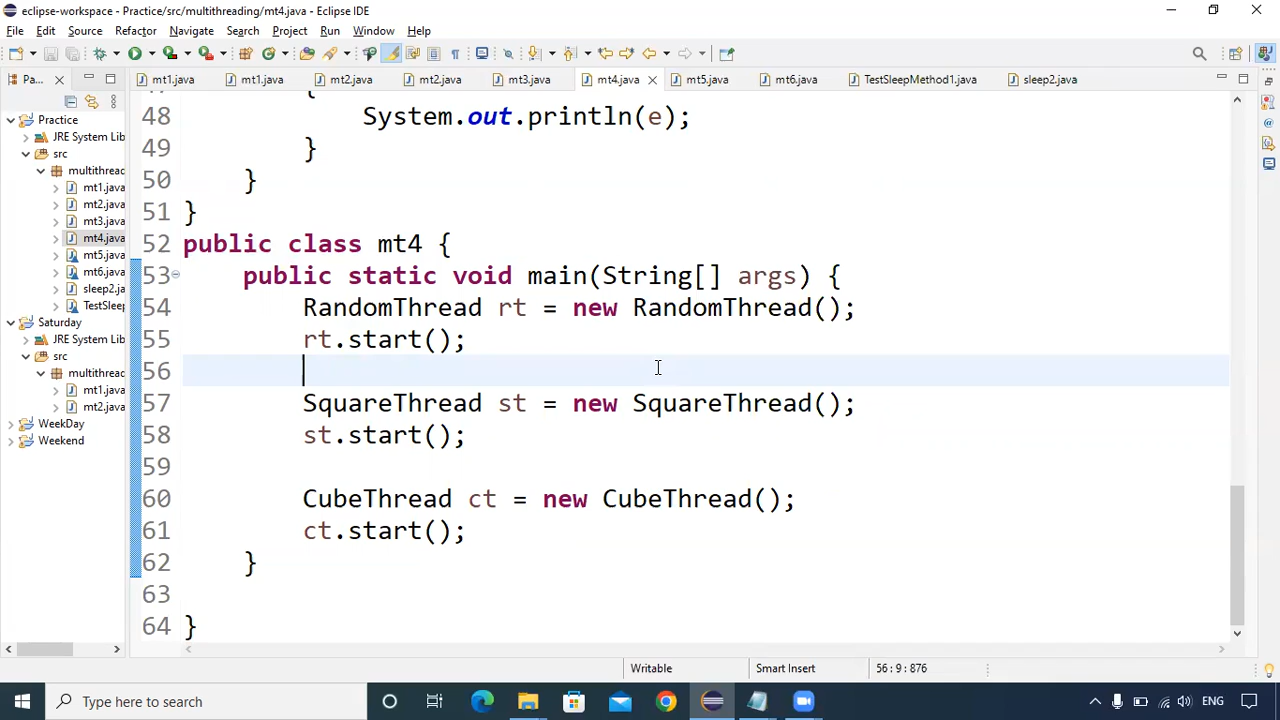 eclipse-workspace - Practice/src/multithreading/mt4.java - Eclipse IDE
File Edit Source Refactor Navigate Search Project Run Window Help
Pa...
mt1.java mt1.java mt2.java mt2.java mt3.java mt4.java mt5.java mt6.java TestSleepMethod1.java sleep2.java
Practice
JRE System Lib
src
multithread
mt1.java
mt2.java
mt3.java
mt4.java
mt5.java
mt6.java
sleep2.ja
TestSleep
Saturday
JRE System Lib
src
multithread
mt1.java
mt2.java
WeekDay
Weekend
48 System.out.println(e);
49 }
50 }
51 }
52 public class mt4 {
53 public static void main(String[] args) {
54 RandomThread rt = new RandomThread();
55 rt.start();
56
57 SquareThread st = new SquareThread();
58 st.start();
59
60 CubeThread ct = new CubeThread();
61 ct.start();
62 }
63
64 }
Writable Smart Insert 56 : 9 : 876
Type here to search
ENG